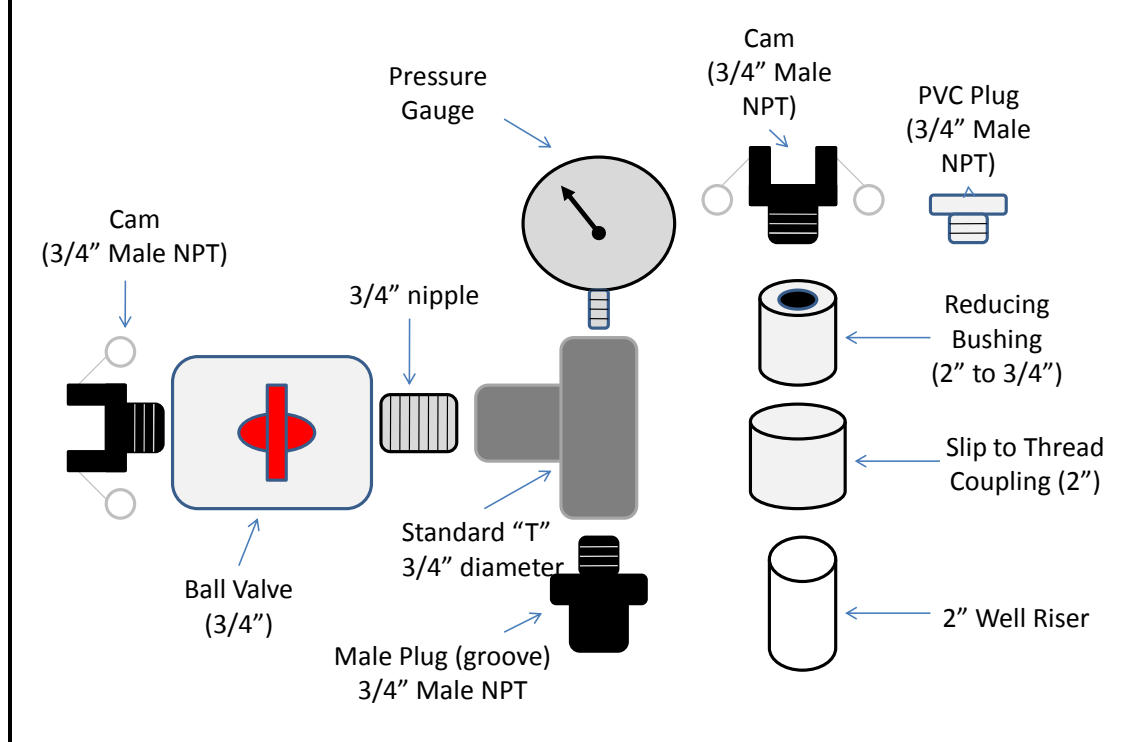 Cam
(3/4” Male
NPT)
Pressure
Gauge
PVC Plug
(3/4” Male
NPT)
Cam
(3/4” Male NPT)
3/4” nipple
Reducing
Bushing
(2” to 3/4”)
Slip to Thread
Coupling (2”)
Standard “T”
3/4” diameter
Ball Valve
(3/4”)
2” Well Riser
Male Plug (groove)
3/4” Male NPT